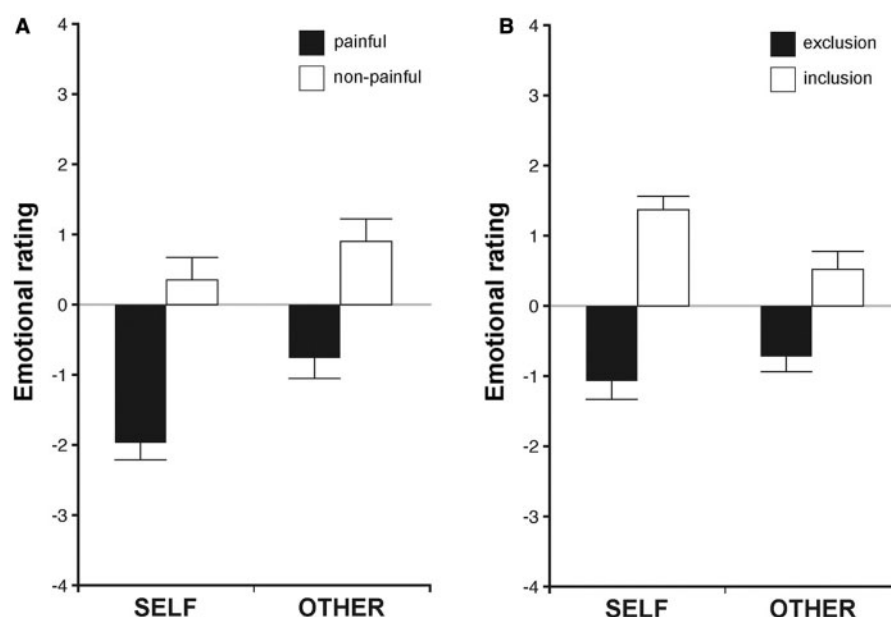 A
painful
non-painful
Emotional rating
4
3
2
1
0
-1
-2
-3
-4
SELF OTHER
B
exclusion
inclusion
Emotional rating
4
3
2
1
0
-1
-2
-3
-4
SELF OTHER